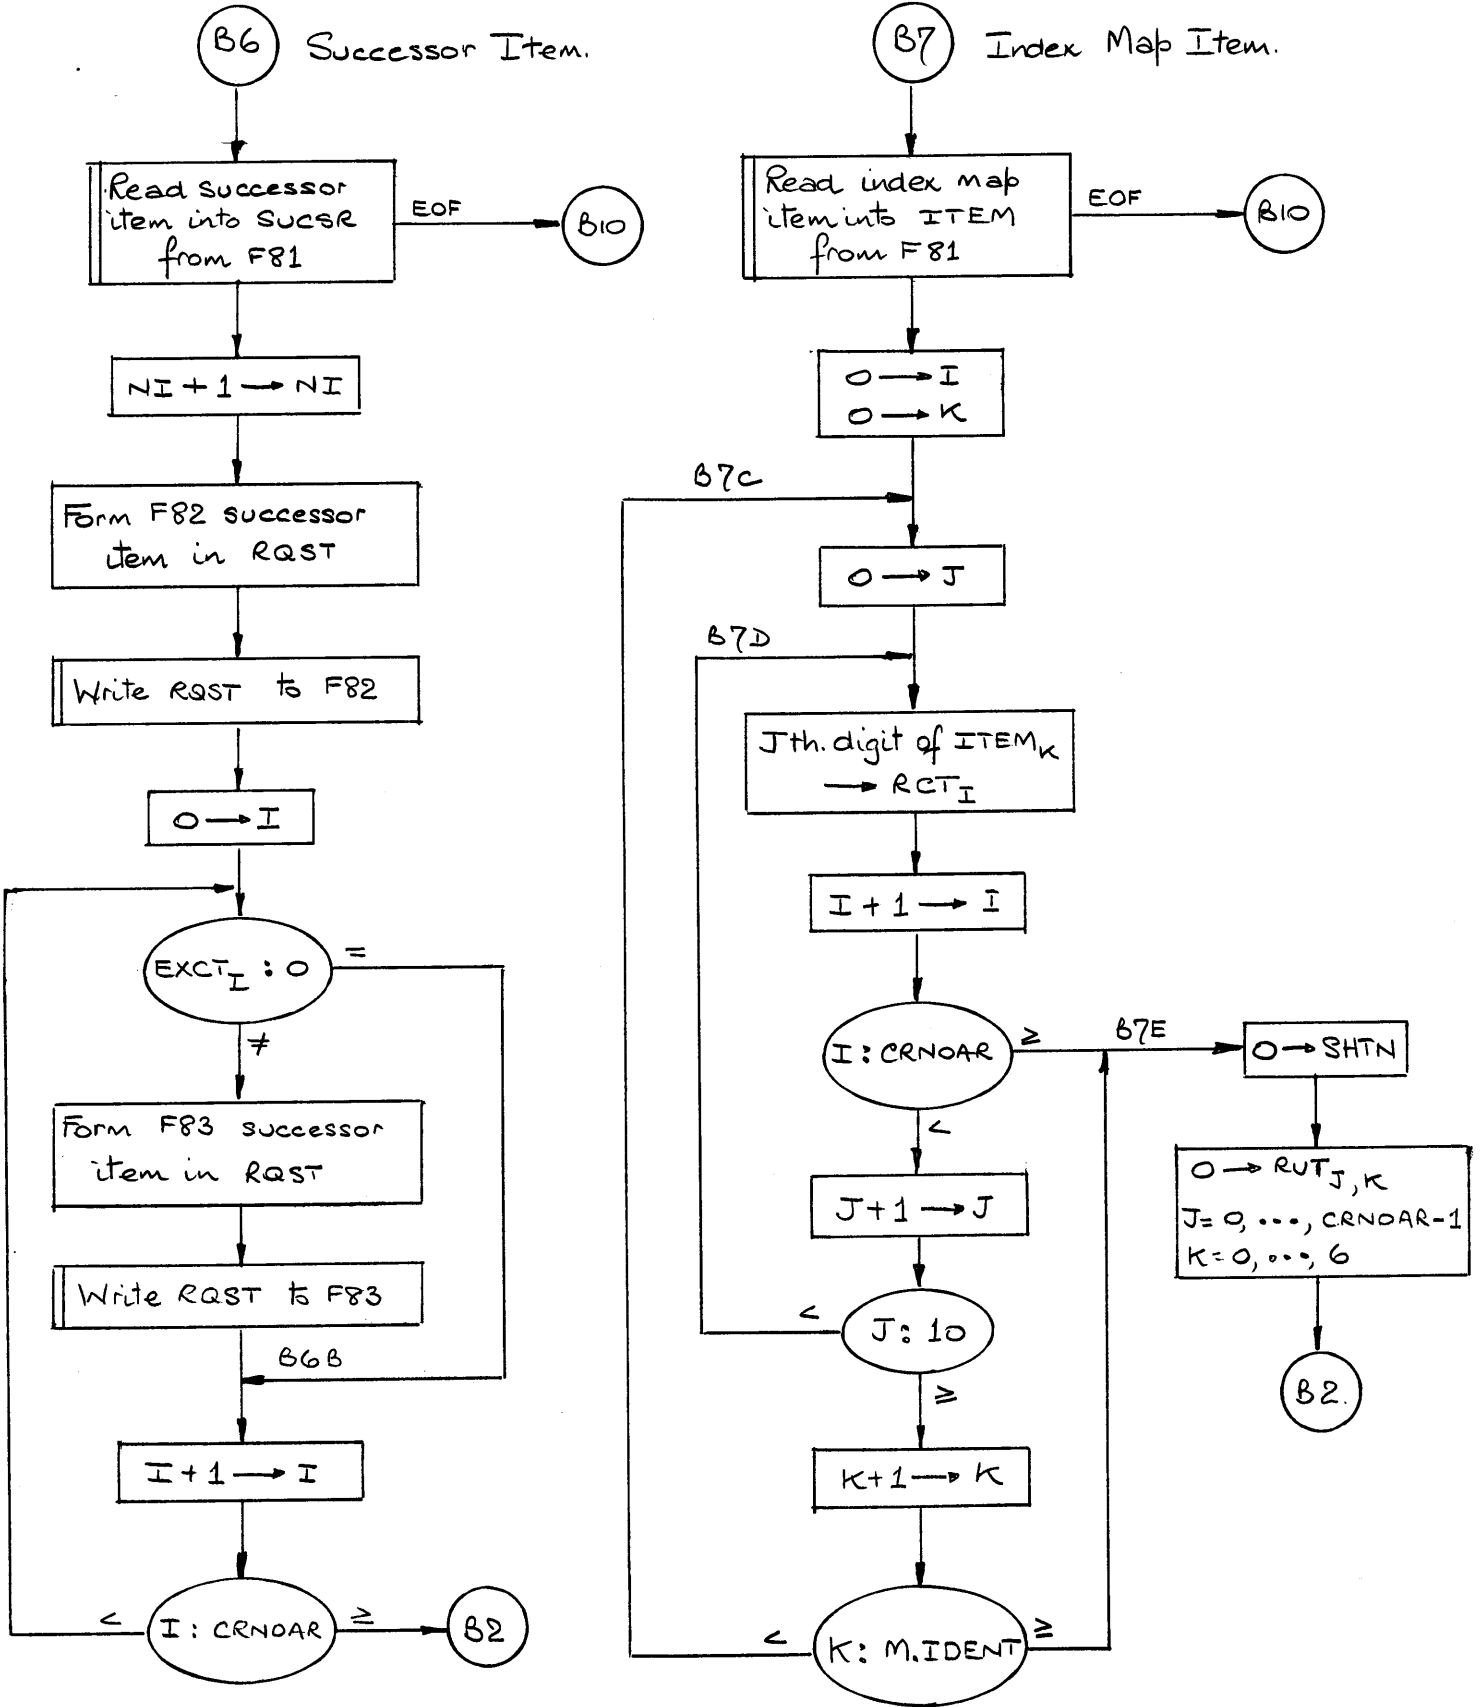 B6
Successor Item.
Read successor
item into SUCSR
from F81
EOF
B10
NI + 1 → NI
Form F82 successor
item in RQST
Write RQST to F82
0 → I
EXCT_I : 0
=
≠
Form F83 successor
item in RQST
Write RQST to F83
B6B
I + 1 → I
I : CRNOAR
<
≥
B2
B7
Index Map Item.
Read index map
item into ITEM
from F81
EOF
B10
0 → I
0 → K
B7C
0 → J
B7D
Jth. digit of ITEM_K
→ RCT_I
I + 1 → I
I : CRNOAR
≥
B7E
<
0 → SHTN
0 → RUT_J,K
J = 0, ..., CRNOAR-1
K = 0, ..., 6
B2.
J + 1 → J
J : 10
<
≥
K + 1 → K
K : M.IDENT
<
≥